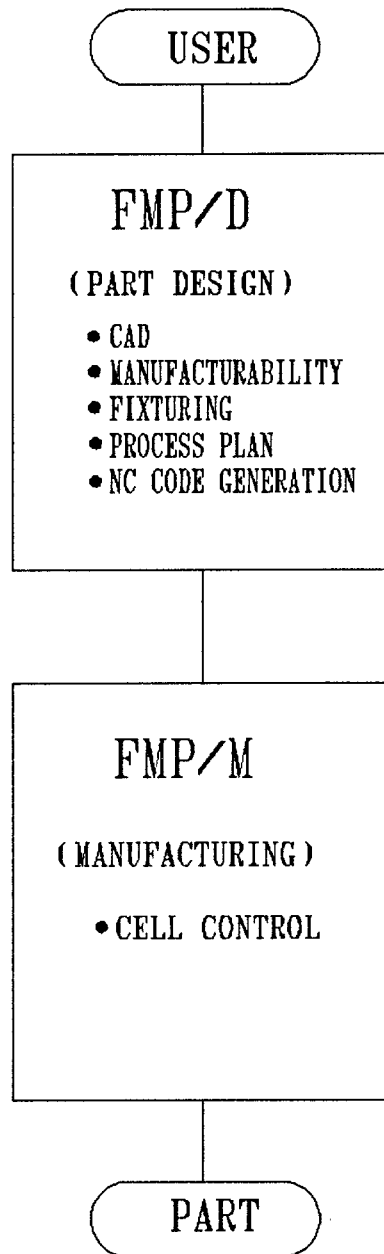 USER
FMP/D
(PART DESIGN)
• CAD
• MANUFACTURABILITY
• FIXTURING
• PROCESS PLAN
• NC CODE GENERATION
FMP/M
(MANUFACTURING)
• CELL CONTROL
PART